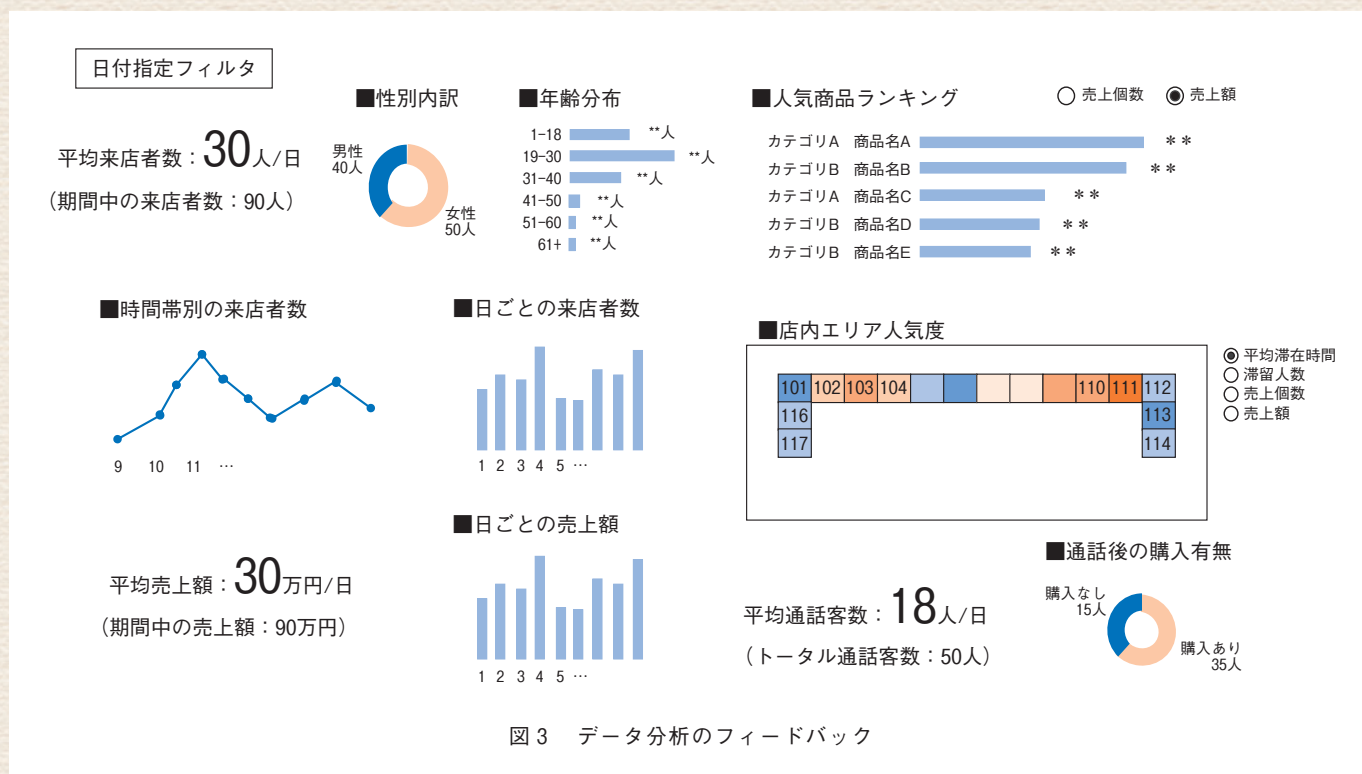 日付指定フィルタ
平均来店者数：30人/日
（期間中の来店者数：90人）
■性別内訳
男性
40人
女性
50人
■年齢分布
1-18 **人
19-30 **人
31-40 **人
41-50 **人
51-60 **人
61+ **人
■人気商品ランキング
○ 売上個数 ◉ 売上額
カテゴリA 商品名A ＊＊
カテゴリB 商品名B ＊＊
カテゴリA 商品名C ＊＊
カテゴリB 商品名D ＊＊
カテゴリB 商品名E ＊＊
■時間帯別の来店者数
9 10 11 …
■日ごとの来店者数
1 2 3 4 5 …
■店内エリア人気度
◉ 平均滞在時間
○ 滞留人数
○ 売上個数
○ 売上額
101 102 103 104 110 111 112
116 113
117 114
平均売上額：30万円/日
（期間中の売上額：90万円）
■日ごとの売上額
1 2 3 4 5 …
平均通話客数：18人/日
（トータル通話客数：50人）
■通話後の購入有無
購入なし
15人
購入あり
35人
図3 データ分析のフィードバック